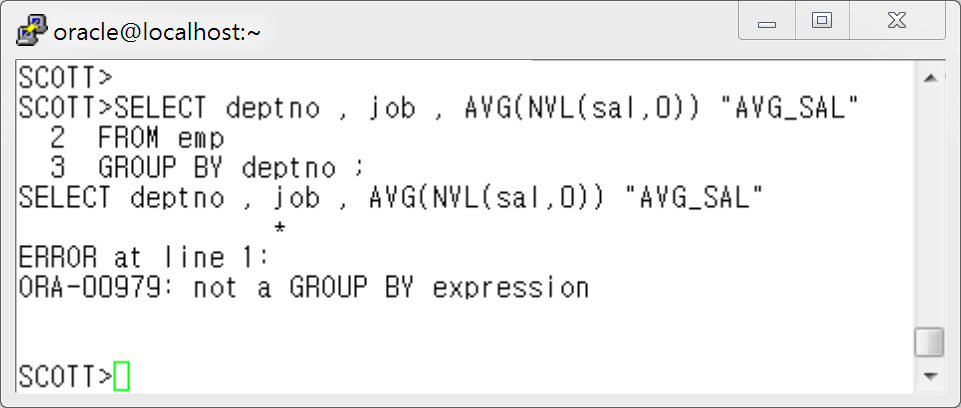 oracle@localhost:~
SCOTT>
SCOTT>SELECT deptno , job , AVG(NVL(sal,0)) "AVG_SAL"
  2  FROM emp
  3  GROUP BY deptno ;
SELECT deptno , job , AVG(NVL(sal,0)) "AVG_SAL"
                *
ERROR at line 1:
ORA-00979: not a GROUP BY expression
SCOTT>